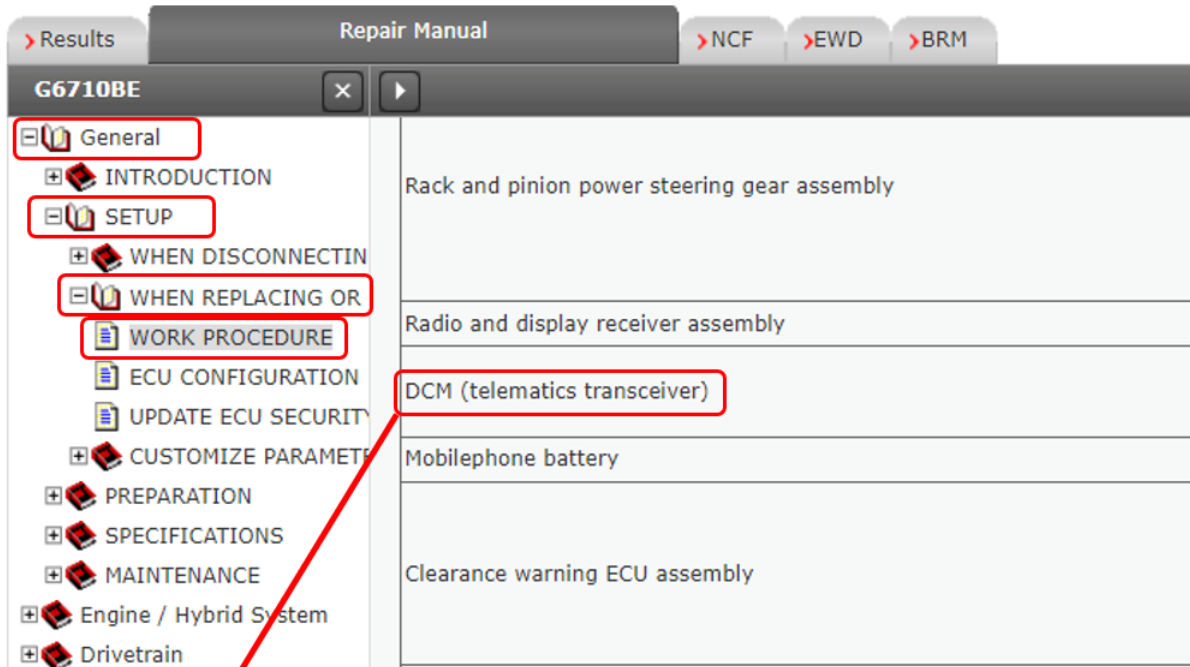 Results
Repair Manual
NCF
EWD
BRM
G6710BE
General
INTRODUCTION
SETUP
WHEN DISCONNECTIN
WHEN REPLACING OR
WORK PROCEDURE
ECU CONFIGURATION
UPDATE ECU SECURITY
CUSTOMIZE PARAMETE
PREPARATION
SPECIFICATIONS
MAINTENANCE
Engine / Hybrid System
Drivetrain
Rack and pinion power steering gear assembly
Radio and display receiver assembly
DCM (telematics transceiver)
Mobilephone battery
Clearance warning ECU assembly